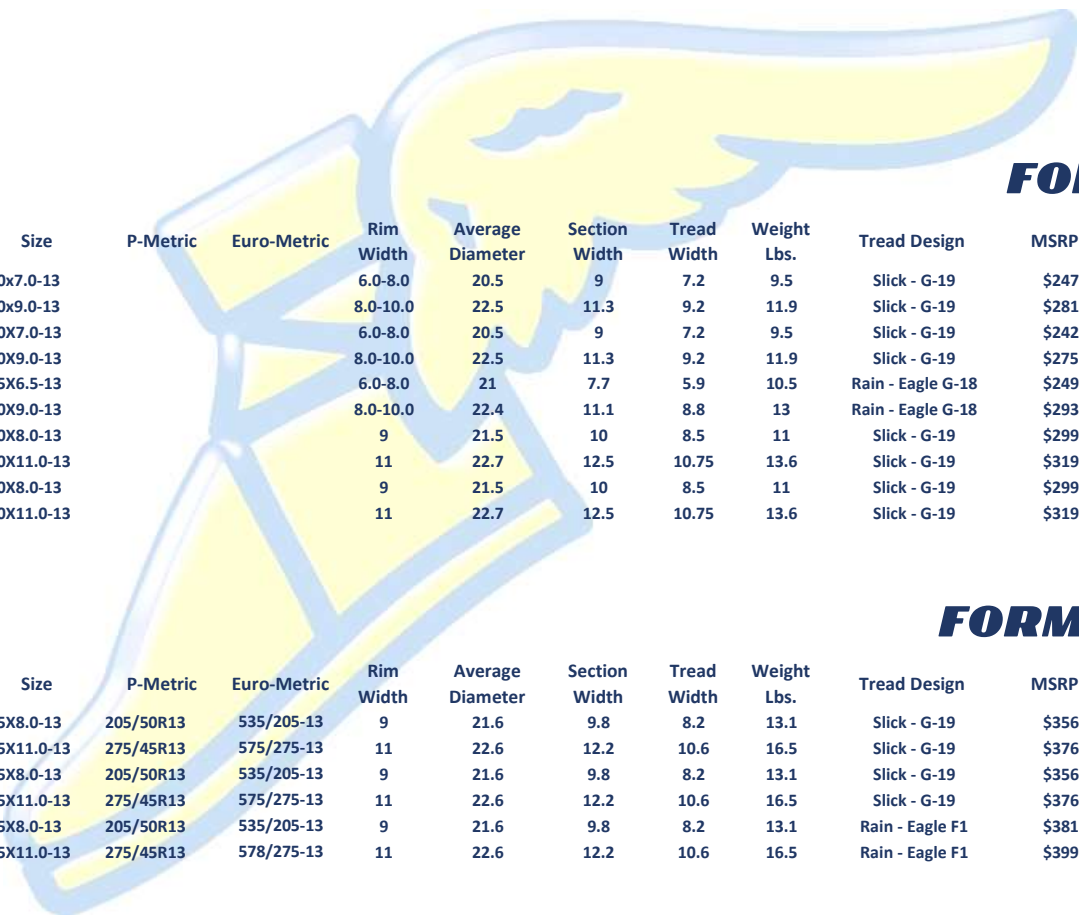 FOR
Size P-Metric Euro-Metric Rim Width Average Diameter Section Width Tread Width Weight Lbs. Tread Design MSRP
0x7.0-13 6.0-8.0 20.5 9 7.2 9.5 Slick - G-19 $247
0x9.0-13 8.0-10.0 22.5 11.3 9.2 11.9 Slick - G-19 $281
0X7.0-13 6.0-8.0 20.5 9 7.2 9.5 Slick - G-19 $242
0X9.0-13 8.0-10.0 22.5 11.3 9.2 11.9 Slick - G-19 $275
5X6.5-13 6.0-8.0 21 7.7 5.9 10.5 Rain - Eagle G-18 $249
0X9.0-13 8.0-10.0 22.4 11.1 8.8 13 Rain - Eagle G-18 $293
0X8.0-13 9 21.5 10 8.5 11 Slick - G-19 $299
0X11.0-13 11 22.7 12.5 10.75 13.6 Slick - G-19 $319
0X8.0-13 9 21.5 10 8.5 11 Slick - G-19 $299
0X11.0-13 11 22.7 12.5 10.75 13.6 Slick - G-19 $319
FORM
Size P-Metric Euro-Metric Rim Width Average Diameter Section Width Tread Width Weight Lbs. Tread Design MSRP
5X8.0-13 205/50R13 535/205-13 9 21.6 9.8 8.2 13.1 Slick - G-19 $356
5X11.0-13 275/45R13 575/275-13 11 22.6 12.2 10.6 16.5 Slick - G-19 $376
5X8.0-13 205/50R13 535/205-13 9 21.6 9.8 8.2 13.1 Slick - G-19 $356
5X11.0-13 275/45R13 575/275-13 11 22.6 12.2 10.6 16.5 Slick - G-19 $376
5X8.0-13 205/50R13 535/205-13 9 21.6 9.8 8.2 13.1 Rain - Eagle F1 $381
5X11.0-13 275/45R13 578/275-13 11 22.6 12.2 10.6 16.5 Rain - Eagle F1 $399